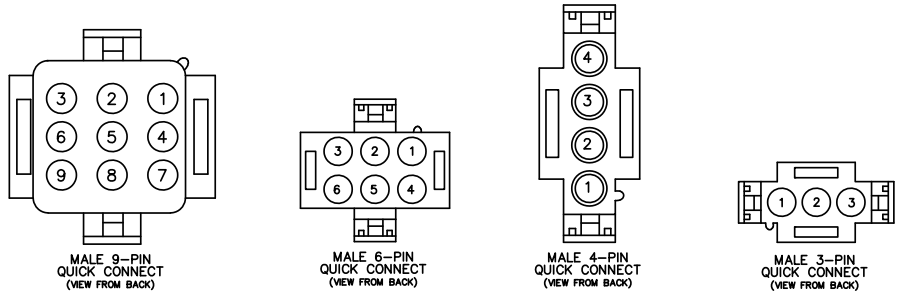 3 2 1
6 5 4
9 8 7
MALE 9-PIN
QUICK CONNECT
(VIEW FROM BACK)
3 2 1
6 5 4
MALE 6-PIN
QUICK CONNECT
(VIEW FROM BACK)
4
3
2
1
MALE 4-PIN
QUICK CONNECT
(VIEW FROM BACK)
1 2 3
MALE 3-PIN
QUICK CONNECT
(VIEW FROM BACK)